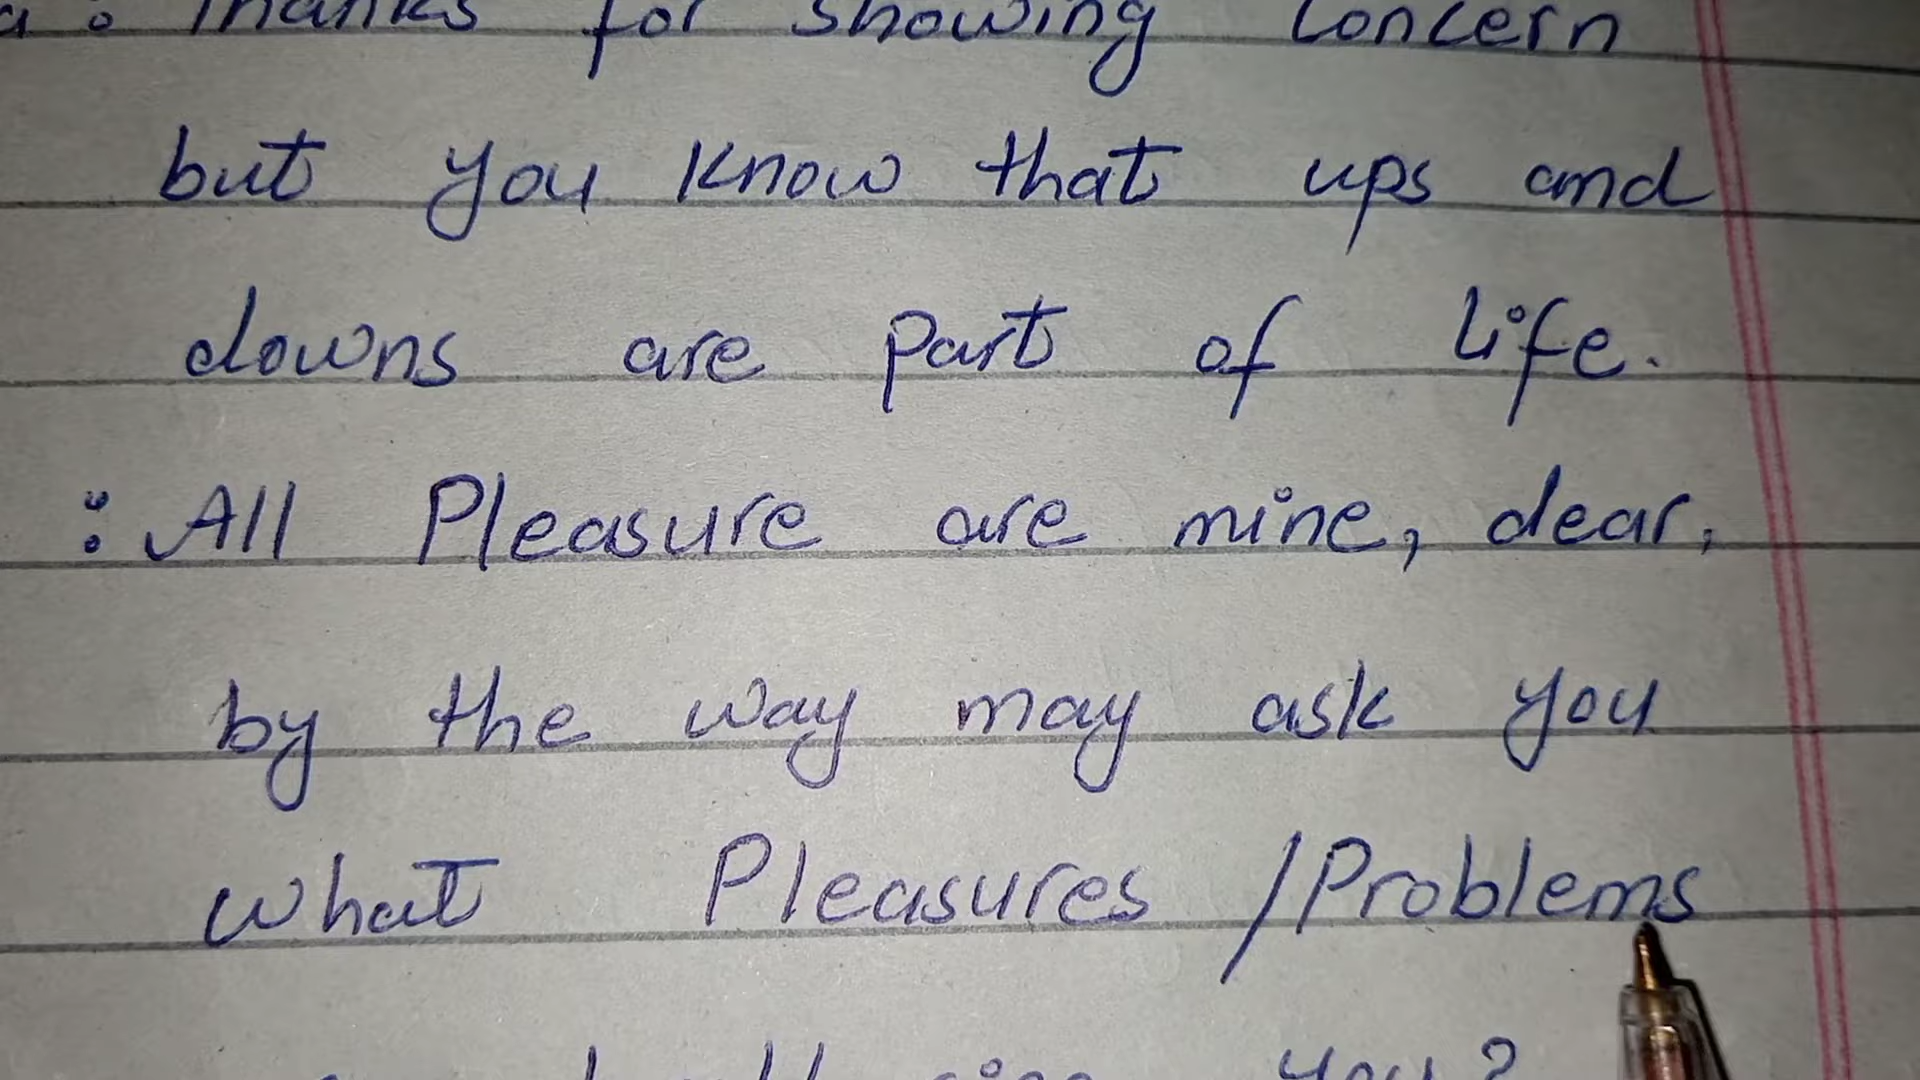 a : Thanks for showing concern
but you know that ups and
downs are part of life.
: All Pleasure are mine, dear,
by the way may ask you
what Pleasures / Problems
you?